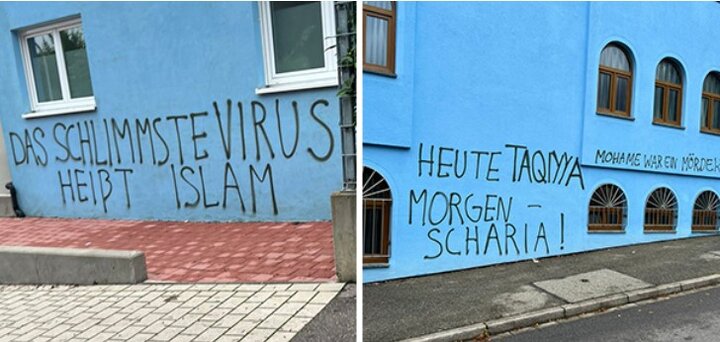 DAS SCHLIMMSTE VIRUS
HEIßT ISLAM
HEUTE TAQIYYA
MORGEN -
SCHARIA!
MOHAME WAR EIN MÖRDER